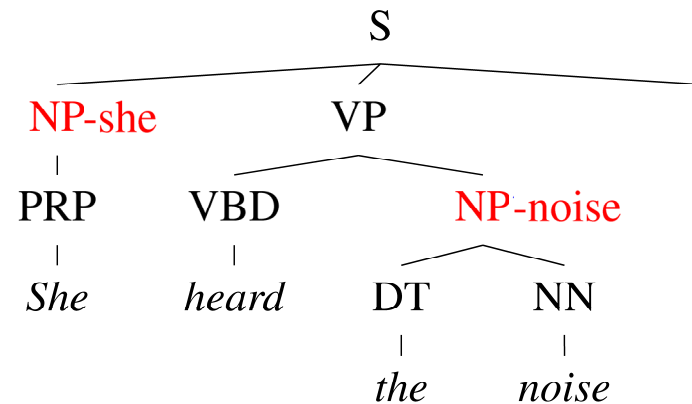 S
NP-she VP
PRP VBD NP-noise
She heard DT NN
the noise